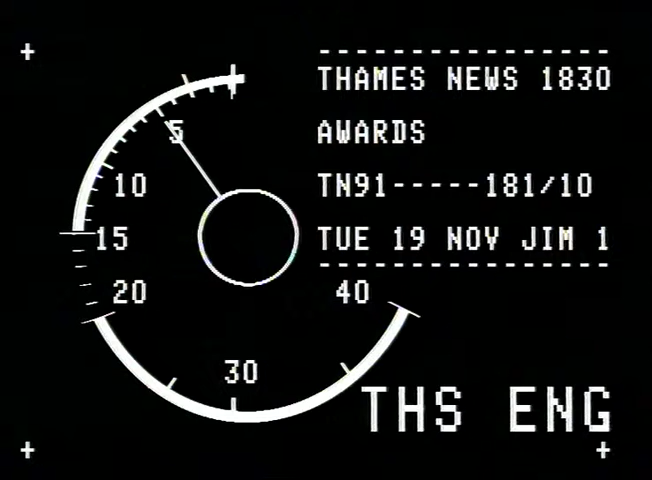 -----------------
THAMES NEWS 1830
AWARDS
TN91-----181/10
TUE 19 NOV JIM 1
-----------------
5
10
15
20
30
40
THS ENG